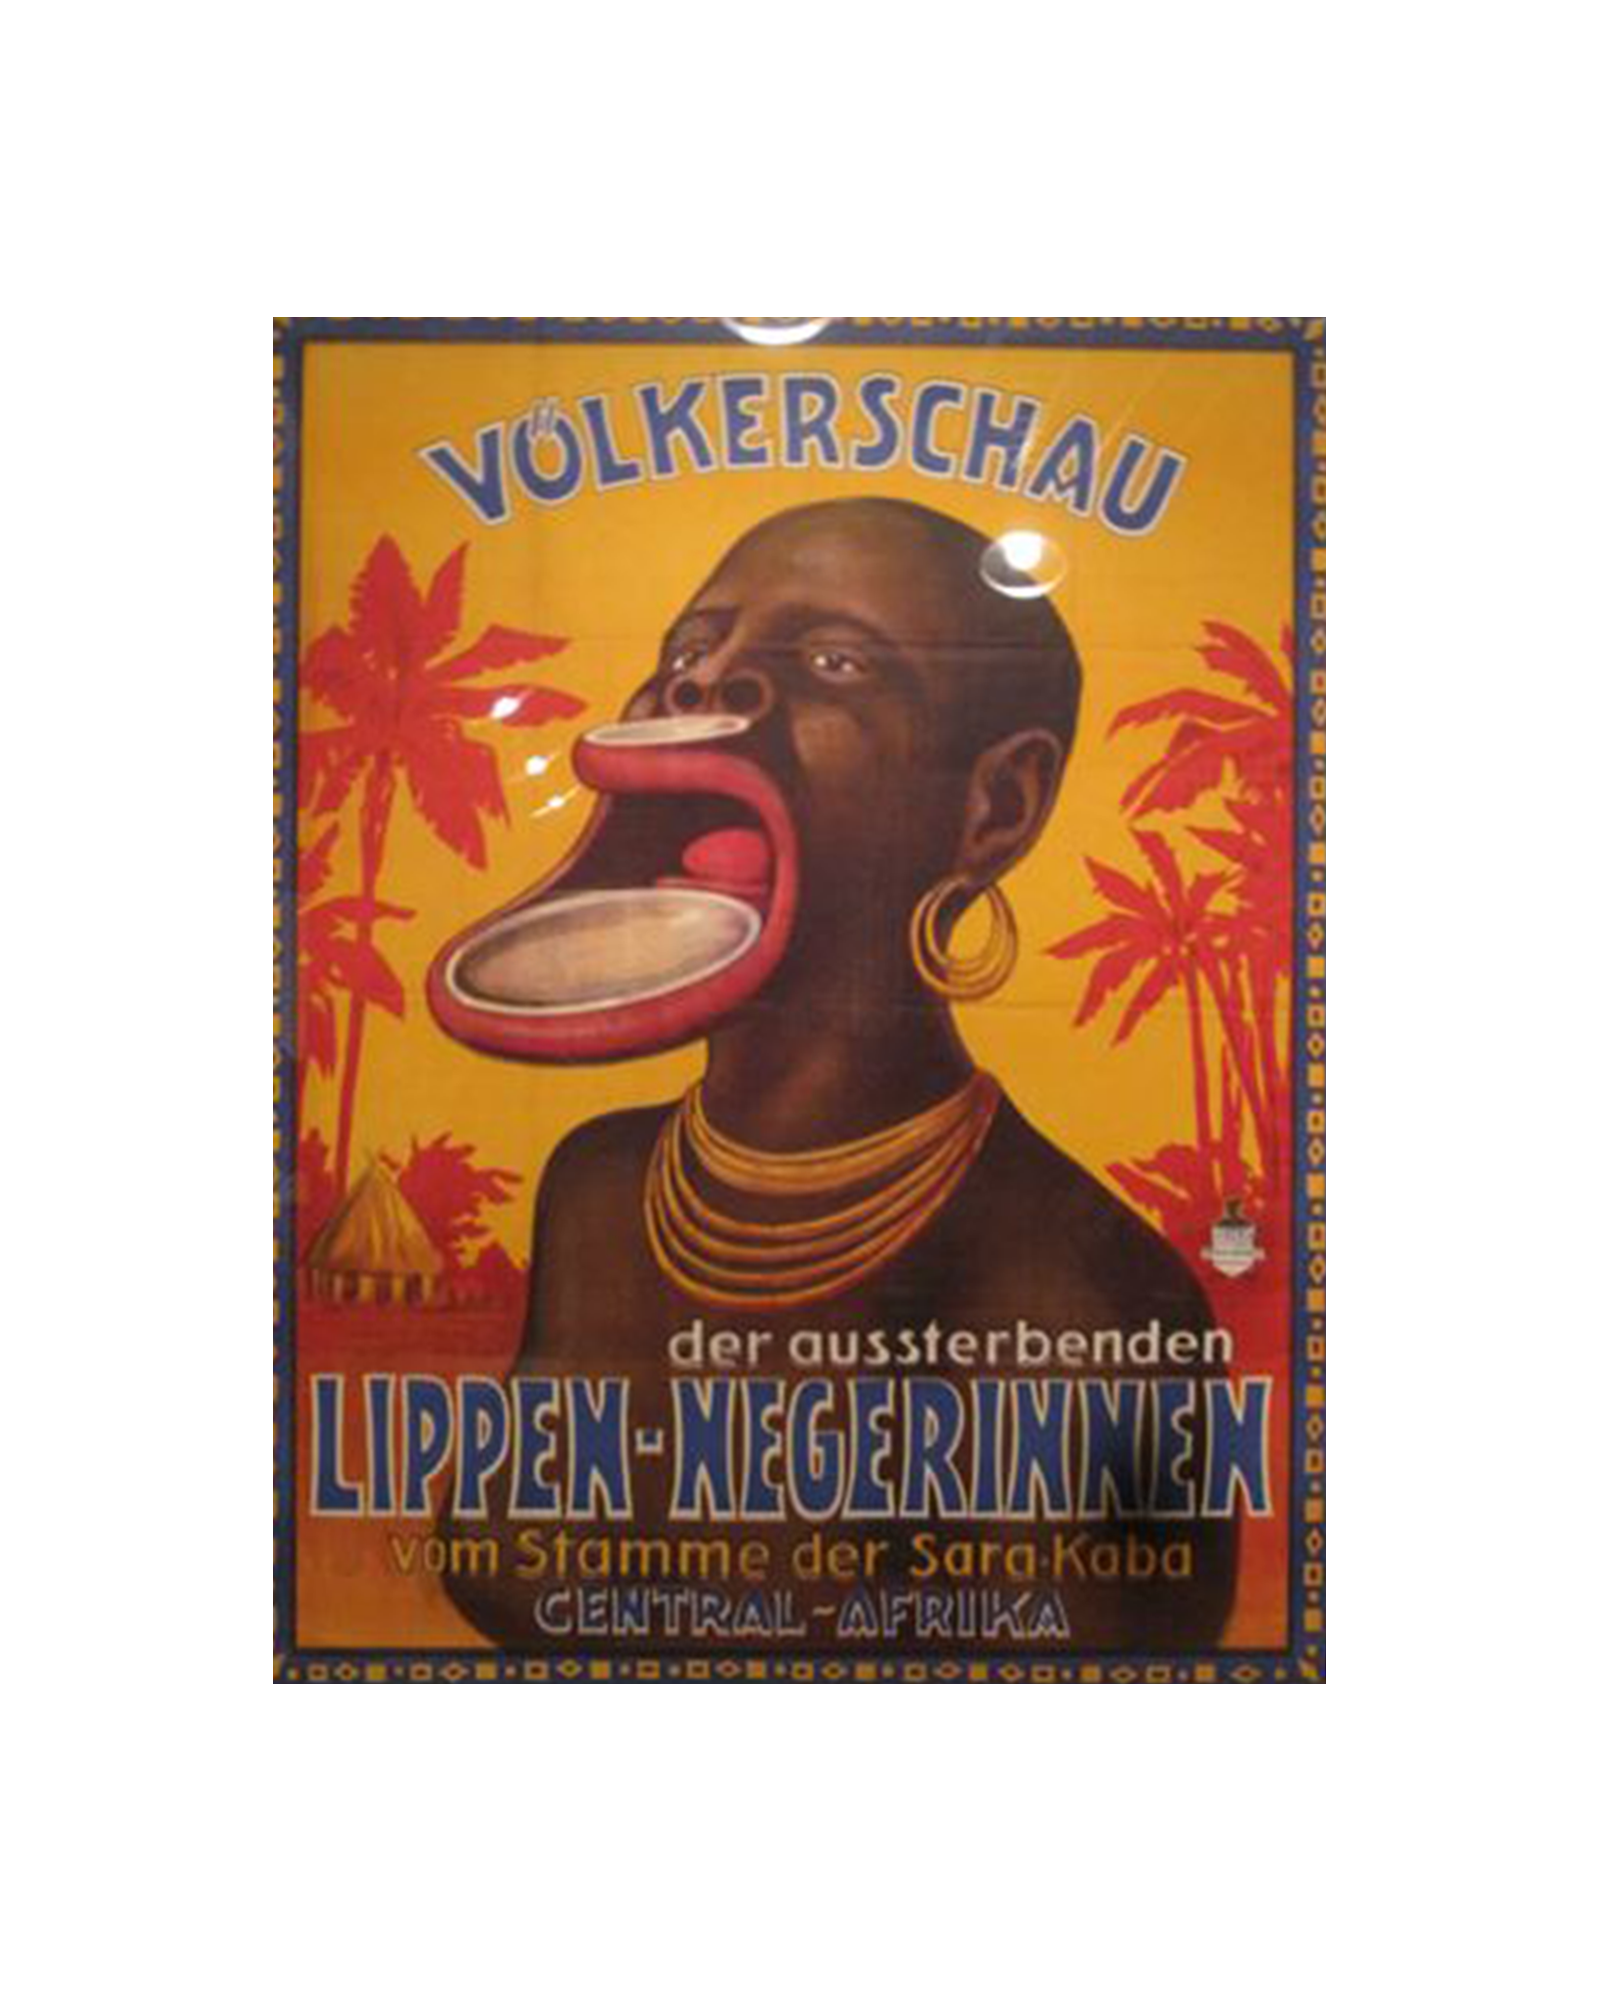 VÖLKERSCHAU
der aussterbenden
LIPPEN-NEGERINNEN
vom Stamme der Sara-Kaba
CENTRAL-AFRIKA